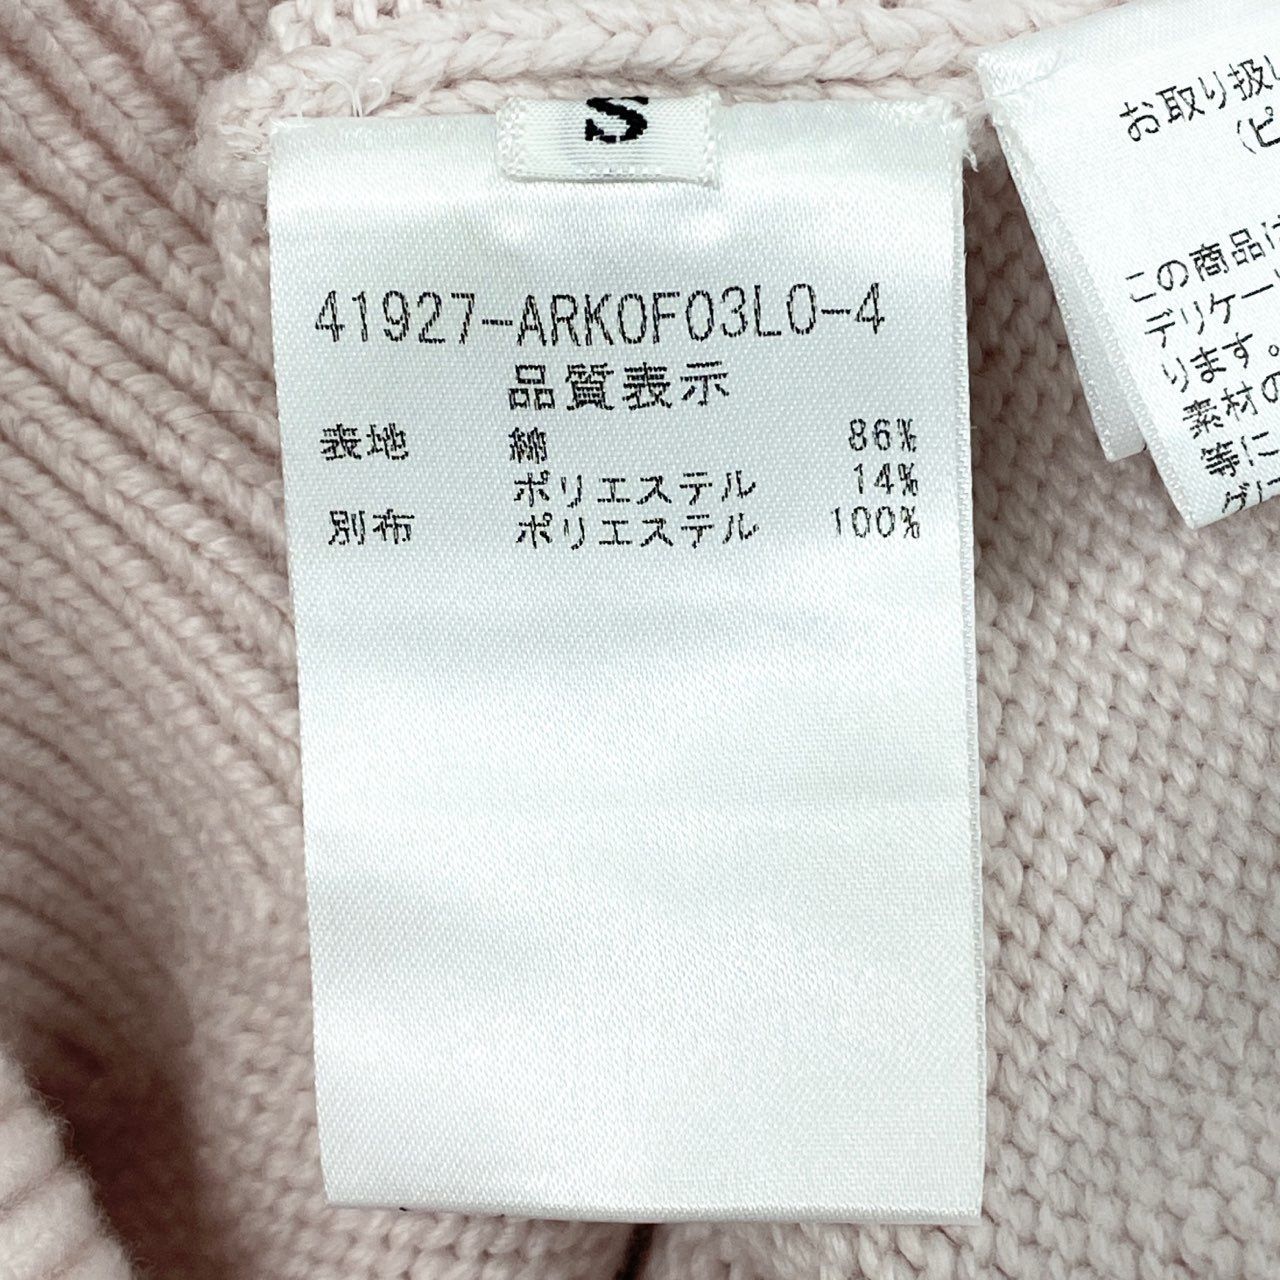 S
41927-ARK0F03L0-4
品質表示
表地 綿 86%
ポリエステル 14%
別布 ポリエステル 100%
お取り扱い
(ピ
この商品は
デリケー
ります。
素材の
等に